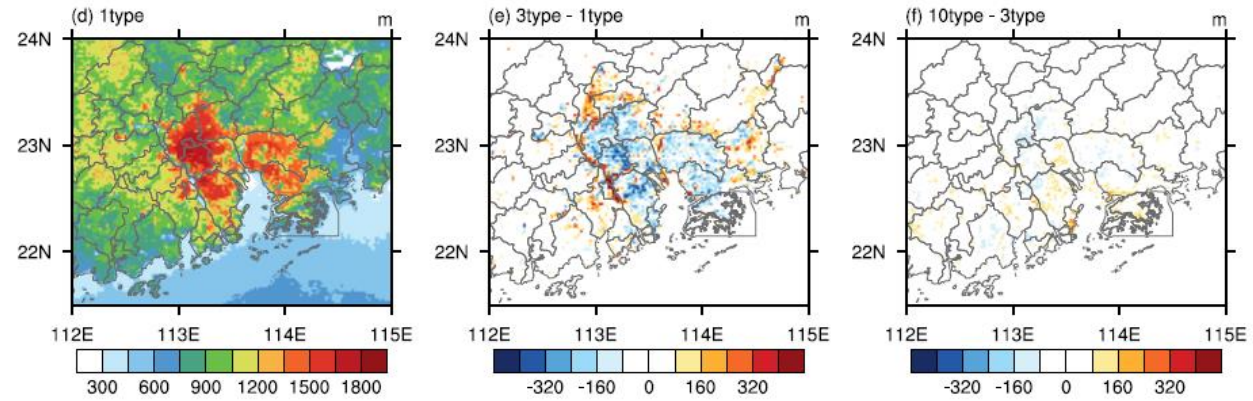 (d) 1type m
24N
23N
22N
112E 113E 114E 115E
300 600 900 1200 1500 1800
(e) 3type - 1type m
24N
23N
22N
112E 113E 114E 115E
-320 -160 0 160 320
(f) 10type - 3type m
24N
23N
22N
112E 113E 114E 115E
-320 -160 0 160 320